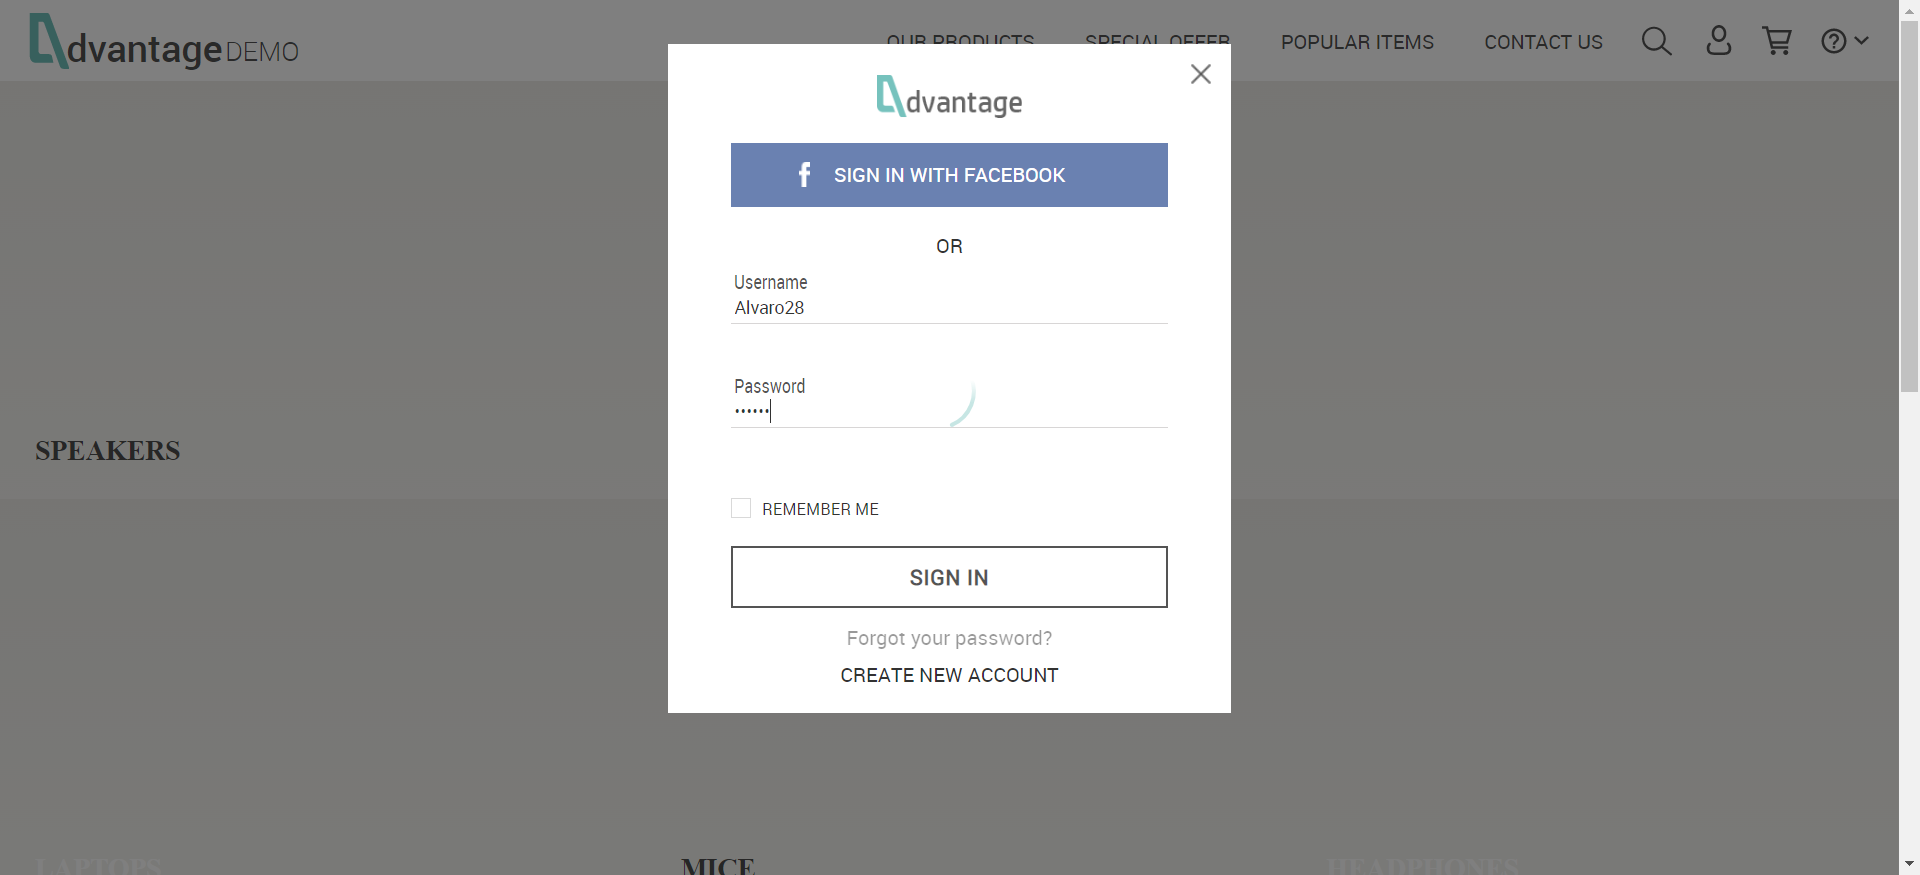 dvantage DEMO
OUR PRODUCTS
SPECIAL OFFER
POPULAR ITEMS
CONTACT US
dvantage
f SIGN IN WITH FACEBOOK
OR
Username
Alvaro28
Password
••••••
REMEMBER ME
SIGN IN
Forgot your password?
CREATE NEW ACCOUNT
SPEAKERS
LAPTOPS
MICE
HEADPHONES